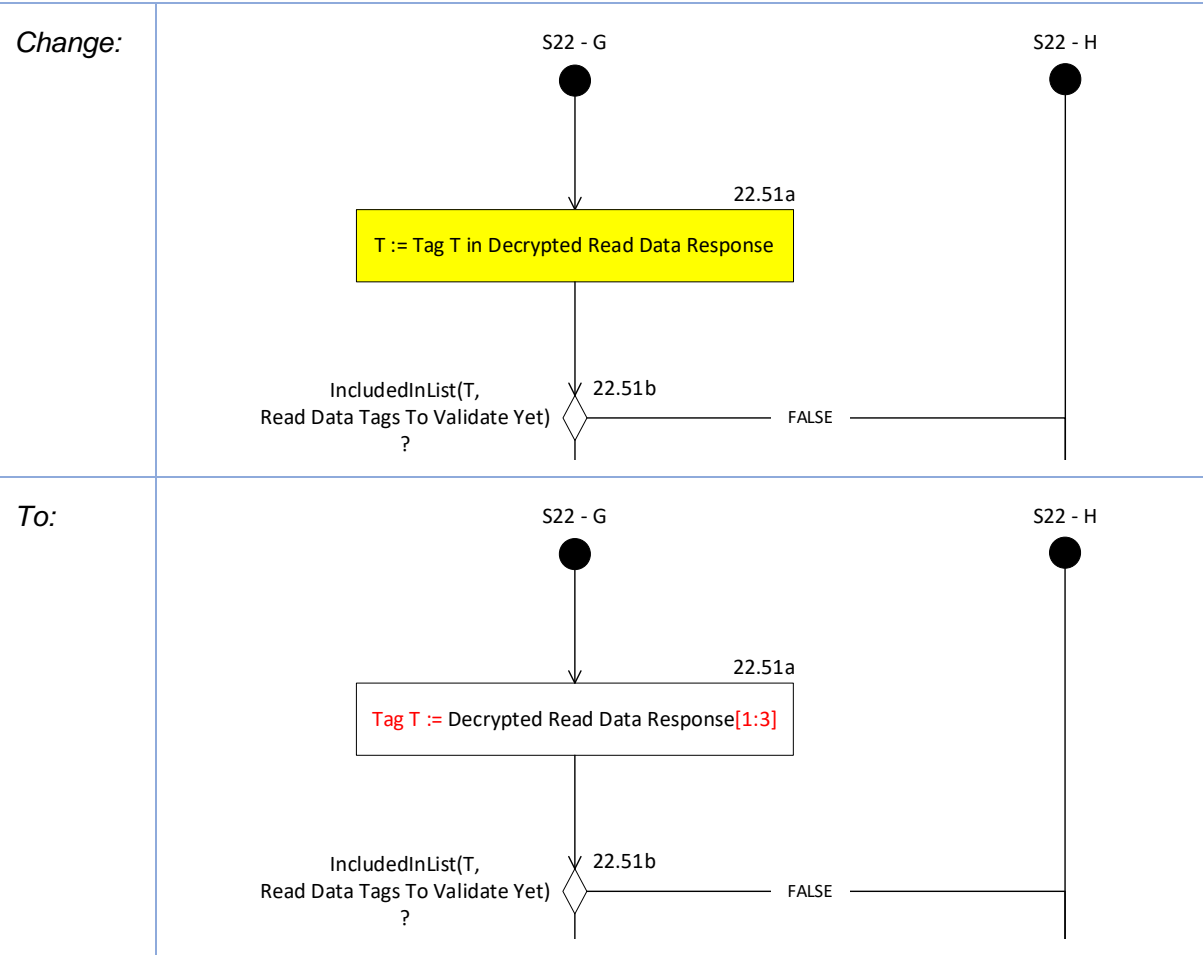 Change:
S22 - G
S22 - H
22.51a
T := Tag T in Decrypted Read Data Response
IncludedInList(T,
Read Data Tags To Validate Yet)
?
22.51b
FALSE
To:
S22 - G
S22 - H
22.51a
Tag T := Decrypted Read Data Response[1:3]
IncludedInList(T,
Read Data Tags To Validate Yet)
?
22.51b
FALSE